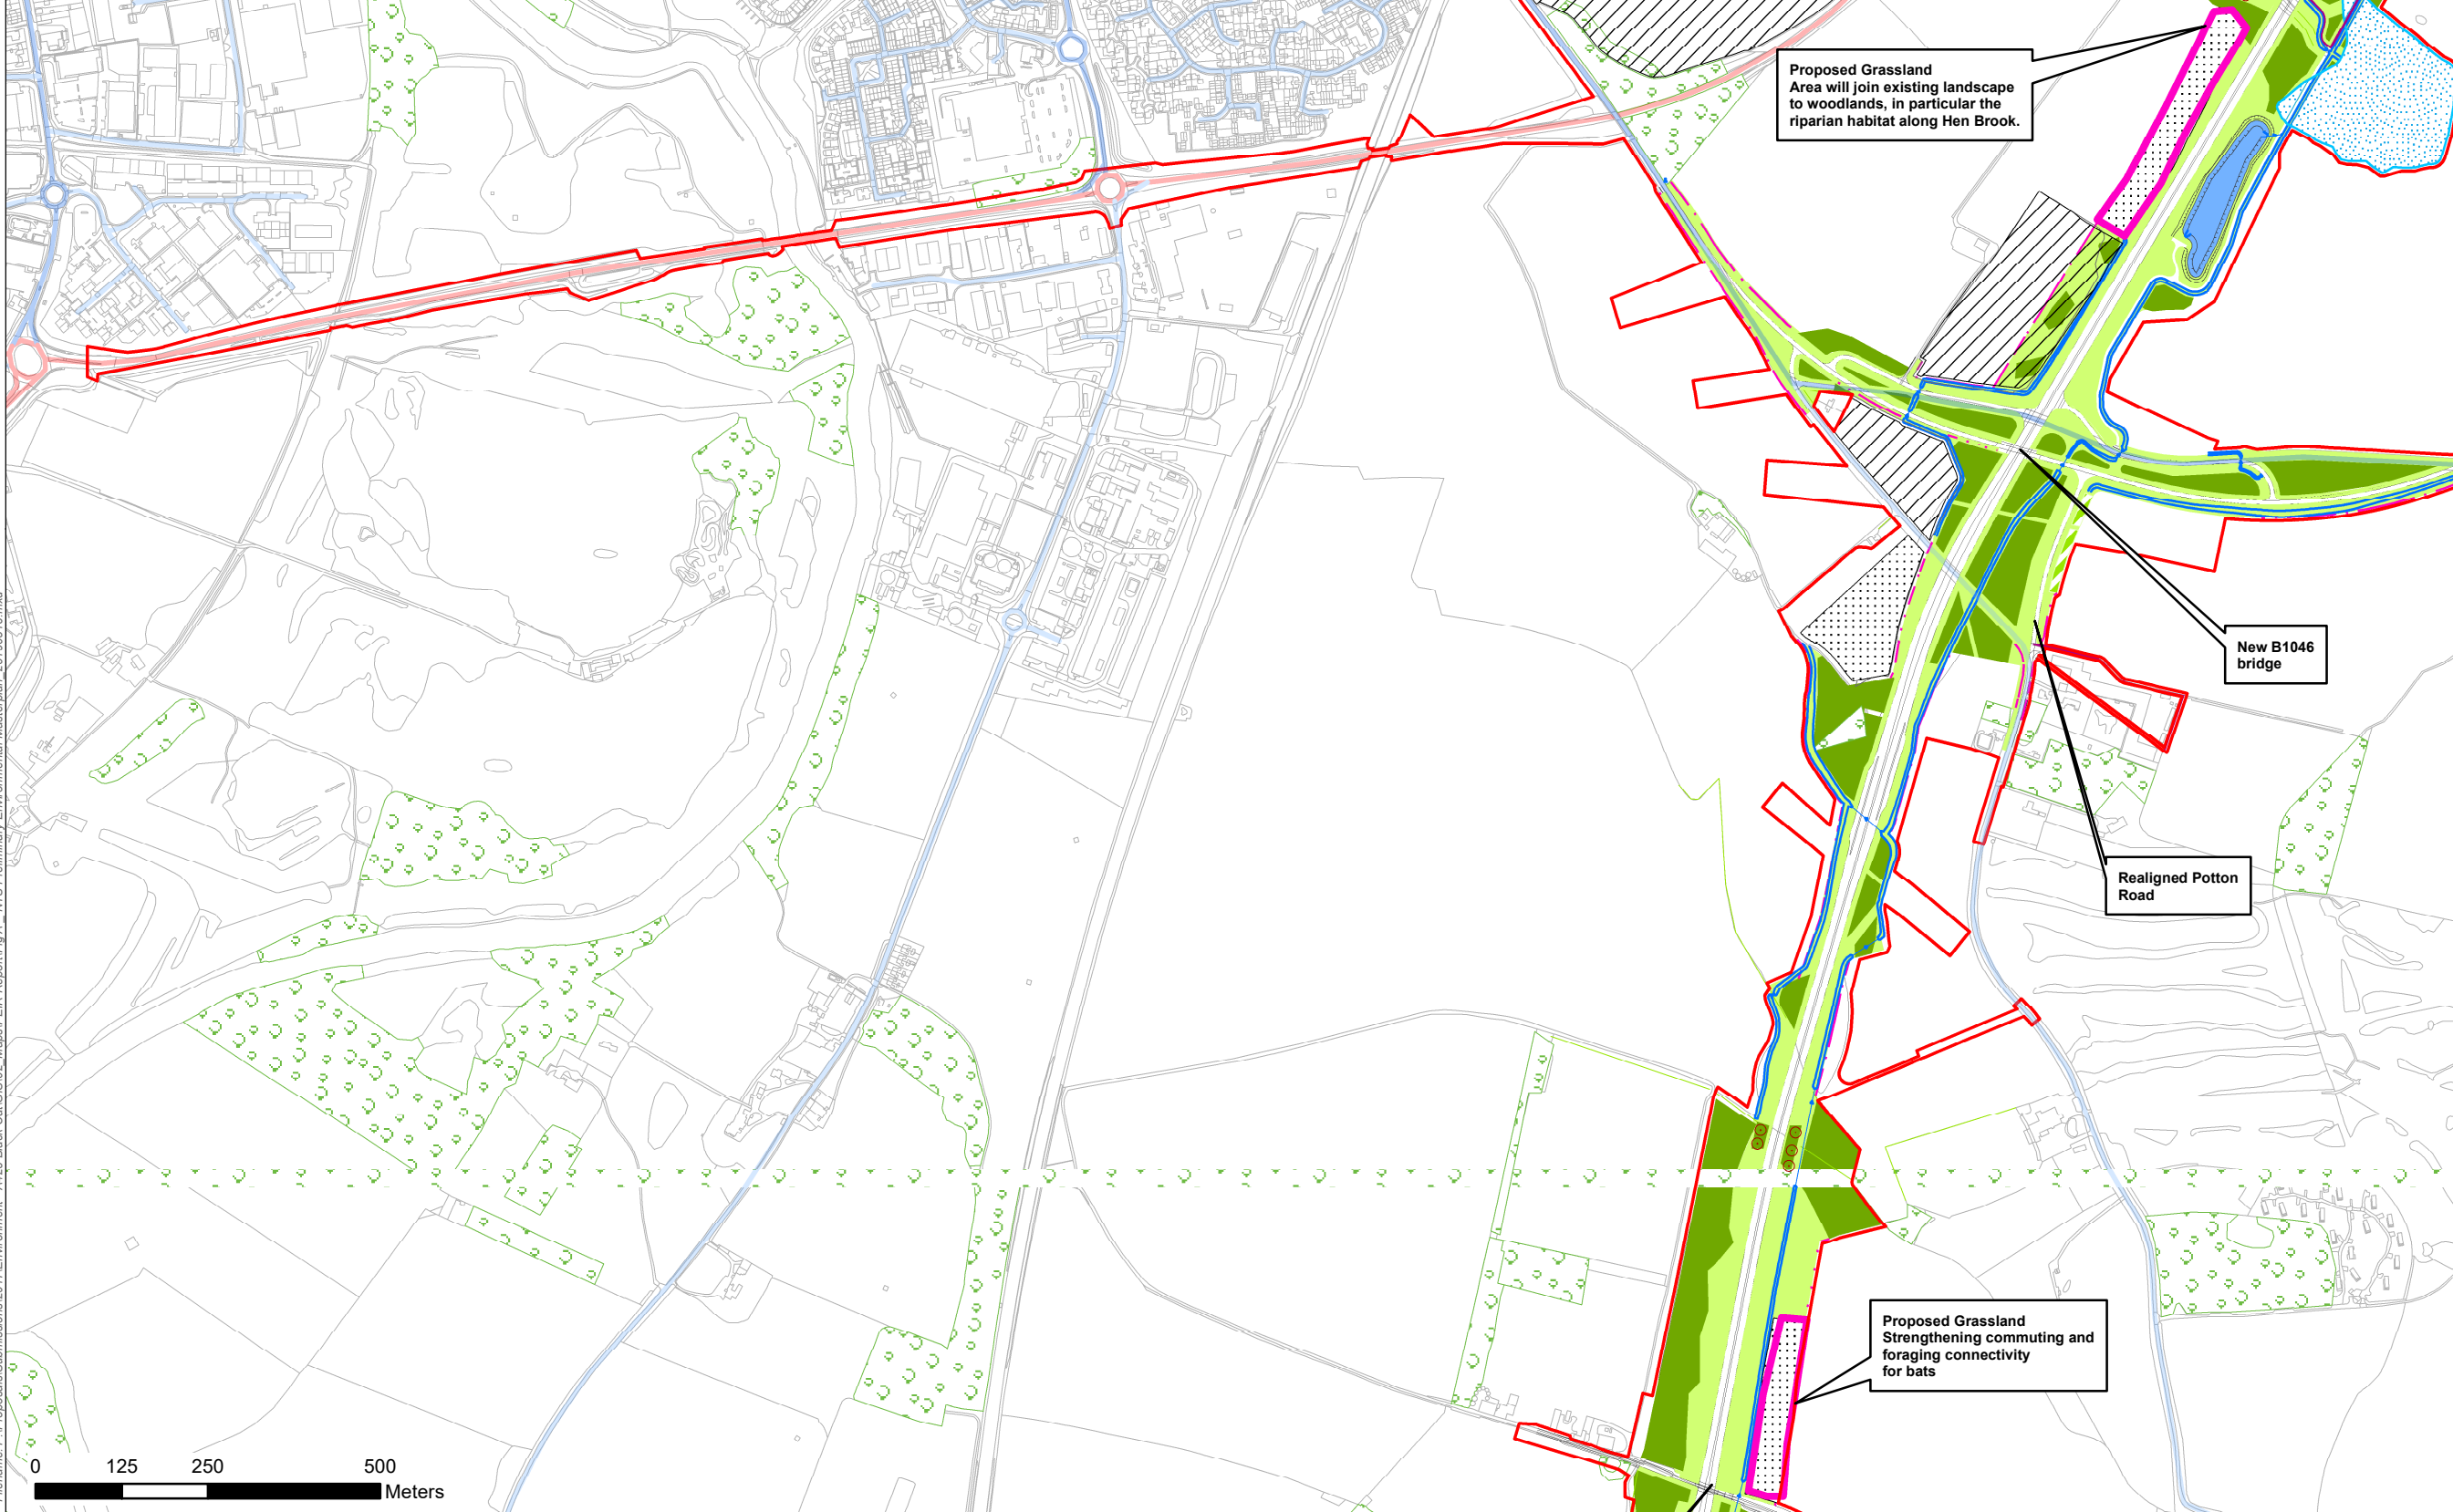 Proposed Grassland
Area will join existing landscape
to woodlands, in particular the
riparian habitat along Hen Brook.
New B1046
bridge
Realigned Potton
Road
Proposed Grassland
Strengthening commuting and
foraging connectivity
for bats
0 125 250 500
Meters